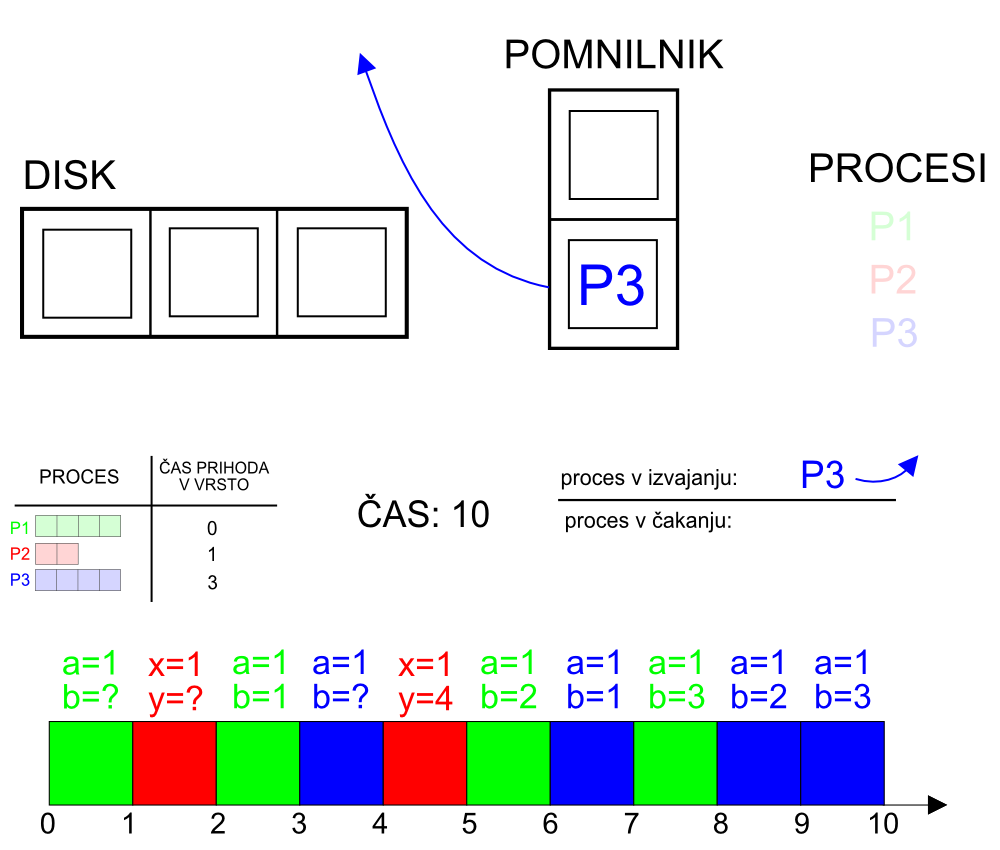 POMNILNIK
DISK
PROCESI
P1
P2
P3
P3
PROCES
ČAS PRIHODA
V VRSTO
P1 0
P2 1
P3 3
ČAS: 10
proces v izvajanju: P3
proces v čakanju:
a=1 x=1 a=1 a=1 x=1 a=1 a=1 a=1 a=1 a=1
b=? y=? b=1 b=? y=4 b=2 b=1 b=3 b=2 b=3
0 1 2 3 4 5 6 7 8 9 10